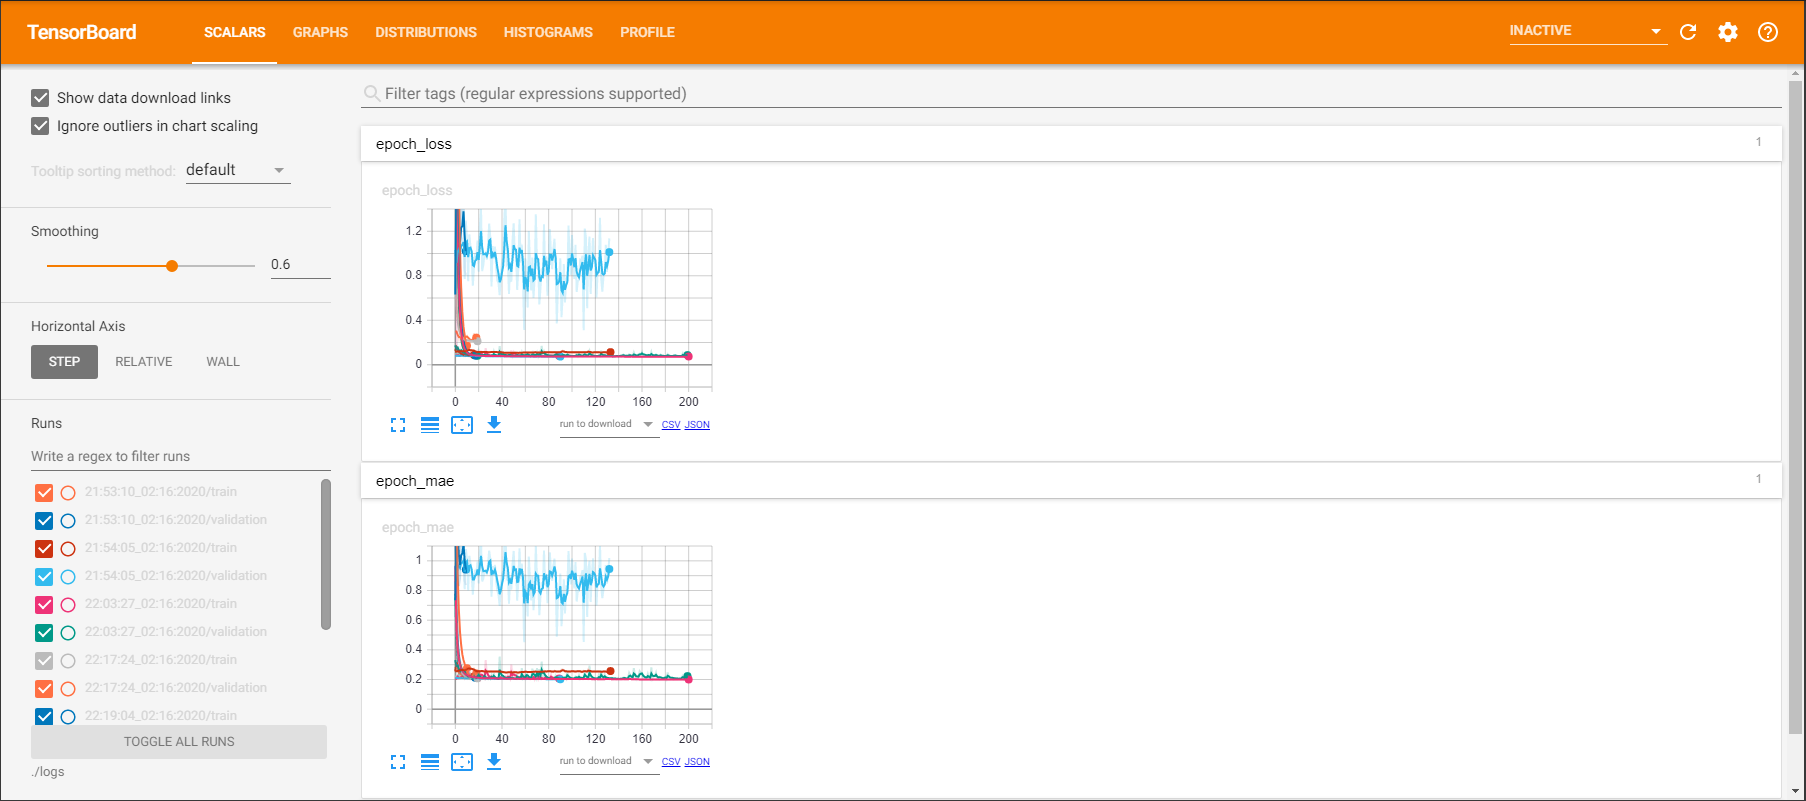 TensorBoard SCALARS GRAPHS DISTRIBUTIONS HISTOGRAMS PROFILE INACTIVE
Show data download links
Ignore outliers in chart scaling
Tooltip sorting method: default
Smoothing
0.6
Horizontal Axis
STEP RELATIVE WALL
Runs
Write a regex to filter runs
21:53:10_02:16:2020/train
21:53:10_02:16:2020/validation
21:54:05_02:16:2020/train
21:54:05_02:16:2020/validation
22:03:27_02:16:2020/train
22:03:27_02:16:2020/validation
22:17:24_02:16:2020/train
22:17:24_02:16:2020/validation
22:19:04_02:16:2020/train
TOGGLE ALL RUNS
./logs
Filter tags (regular expressions supported)
epoch_loss 1
epoch_loss
1.2
0.8
0.4
0
0 40 80 120 160 200
run to download CSV JSON
epoch_mae 1
epoch_mae
1
0.8
0.6
0.4
0.2
0
0 40 80 120 160 200
run to download CSV JSON